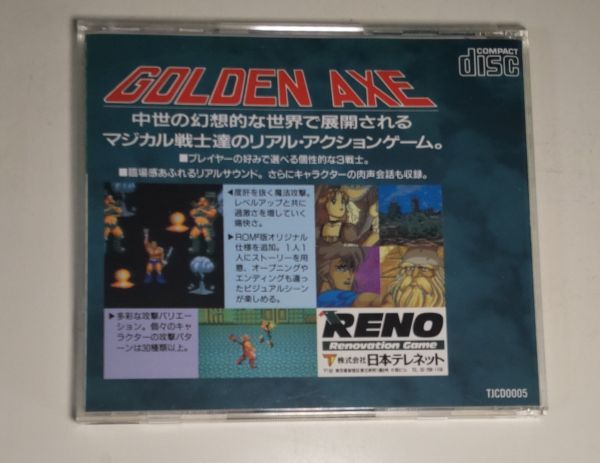 COMPACT
disc
GOLDEN AXE
中世の幻想的な世界で展開される
マジカル戦士達のリアル・アクションゲーム。
■プレイヤーの好みで選べる個性的な3戦士。
■臨場感あふれるリアルサウンド。さらにキャラクターの肉声会話も収録。
◀度肝を抜く魔法攻撃。
レベルアップと共に
過激さを増していく
痛快さ。
▶ROM²版オリジナル
仕様を追加。1人1
人にストーリーを用
意、オープニングや
エンディングも違っ
たビジュアルシーン
が楽しめる。
▶多彩な攻撃バリエー
ション。個々のキャ
ラクターの攻撃パタ
ーンは30種類以上。
RENO
Renovation Game
株式会社日本テレネット
TJCD0005